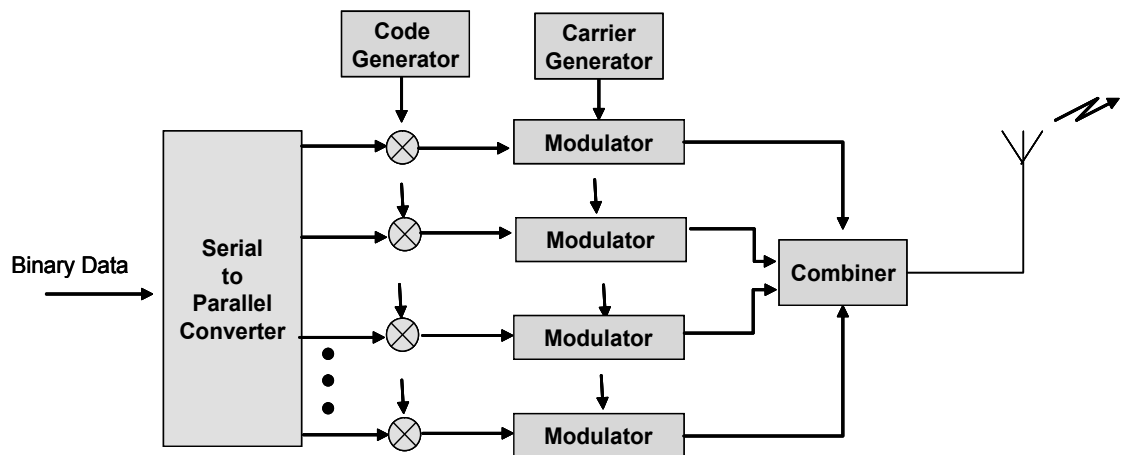 Code
Generator
Carrier
Generator
Modulator
Modulator
Serial
to
Parallel
Converter
Binary Data
Combiner
Modulator
Modulator